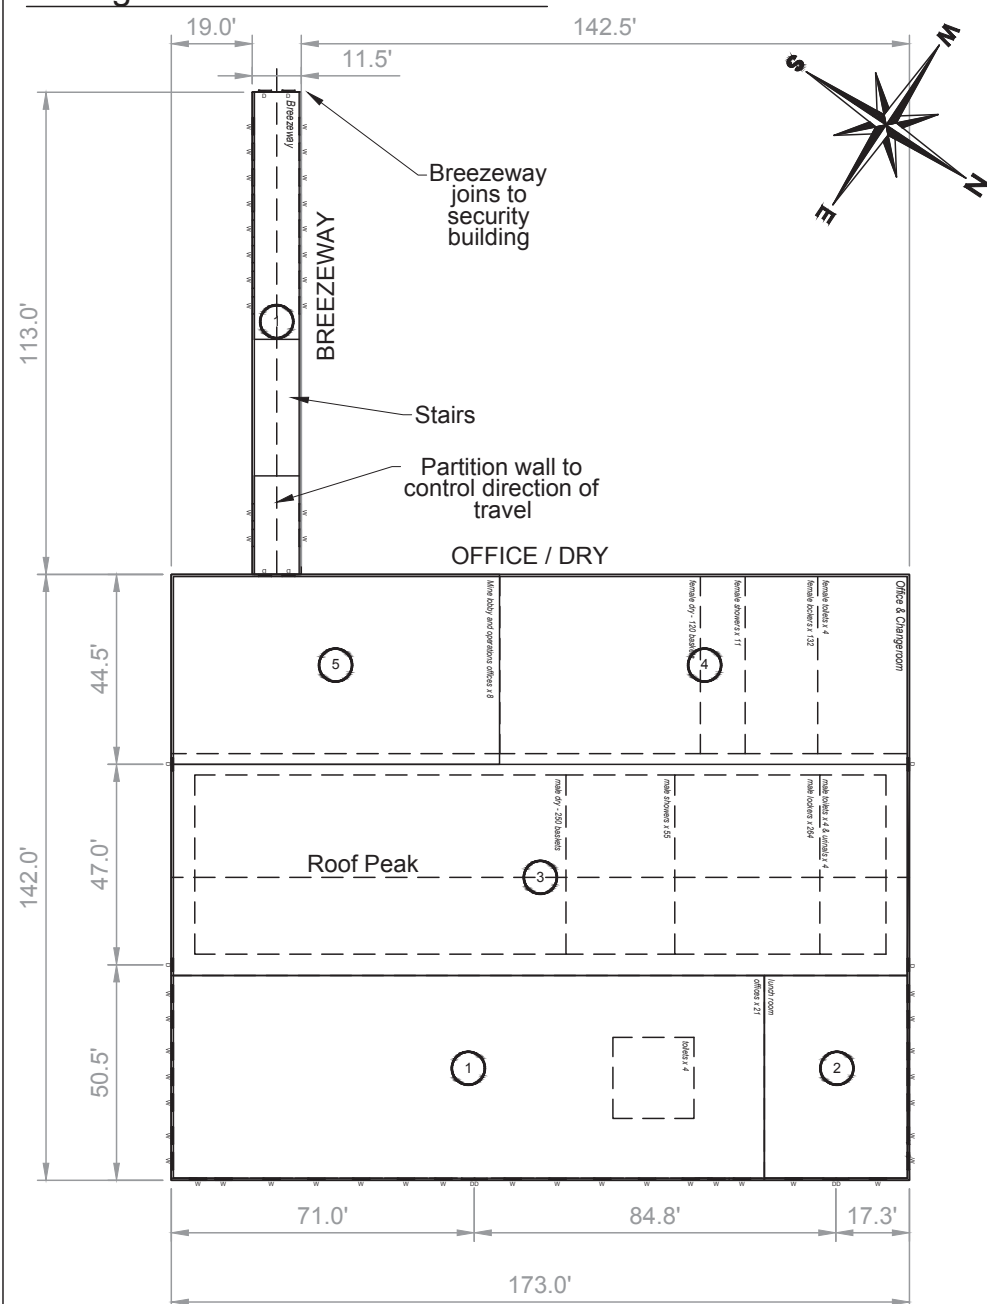 19.0'
142.5'
11.5'
W
S
N
E
Breezeway
Breezeway
joins to
security
building
BREEZEWAY
113.0'
1
Stairs
Partition wall to
control direction of
travel
OFFICE / DRY
Mine lobby and operations offices x 8
female dry - 120 baskets
female showers x 11
female lockers x 132
female toilets x 4
Office & Changeroom
5
4
44.5'
142.0'
47.0'
male dry - 250 baskets
male showers x 55
male lockers x 264
male toilets x 4 & urinals x 4
Roof Peak
3
50.5'
offices x 21
lunch room
toilets x 4
1
2
W W W W W W W DD W W W W W W W DD W
71.0'
84.8'
17.3'
173.0'